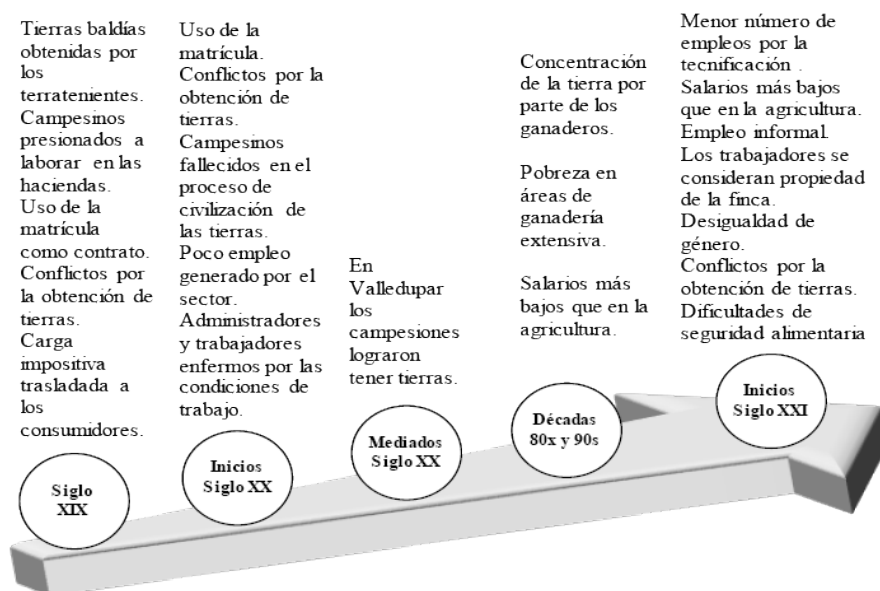 Tierras baldías
obtenidas por
los
terratenientes.
Campesinos
presionados a
laborar en las
haciendas.
Uso de la
matrícula
como contrato.
Conflictos por
la obtención de
tierras.
Carga
impositiva
trasladada a
los
consumidores.
Siglo
XIX
Uso de la
matrícula.
Conflictos por la
obtención de
tierras.
Campesinos
fallecidos en el
proceso de
civilización de
las tierras.
Poco empleo
generado por el
sector.
Administradores
y trabajadores
enfermos por las
condiciones de
trabajo.
Inicios
Siglo XX
En
Valledupar
los
campesiones
lograron
tener tierras.
Mediados
Siglo XX
Concentración
de la tierra por
parte de los
ganaderos.
Pobreza en
áreas de
ganadería
extensiva.
Salarios más
bajos que en la
agricultura.
Décadas
80x y 90s
Menor número de
empleos por la
tecnificación .
Salarios más bajos
que en la agricultura.
Empleo informal.
Los trabajadores se
consideran propiedad
de la finca.
Desigualdad de
género.
Conflictos por la
obtención de tierras.
Dificultades de
seguridad alimentaria
Inicios
Siglo XXI